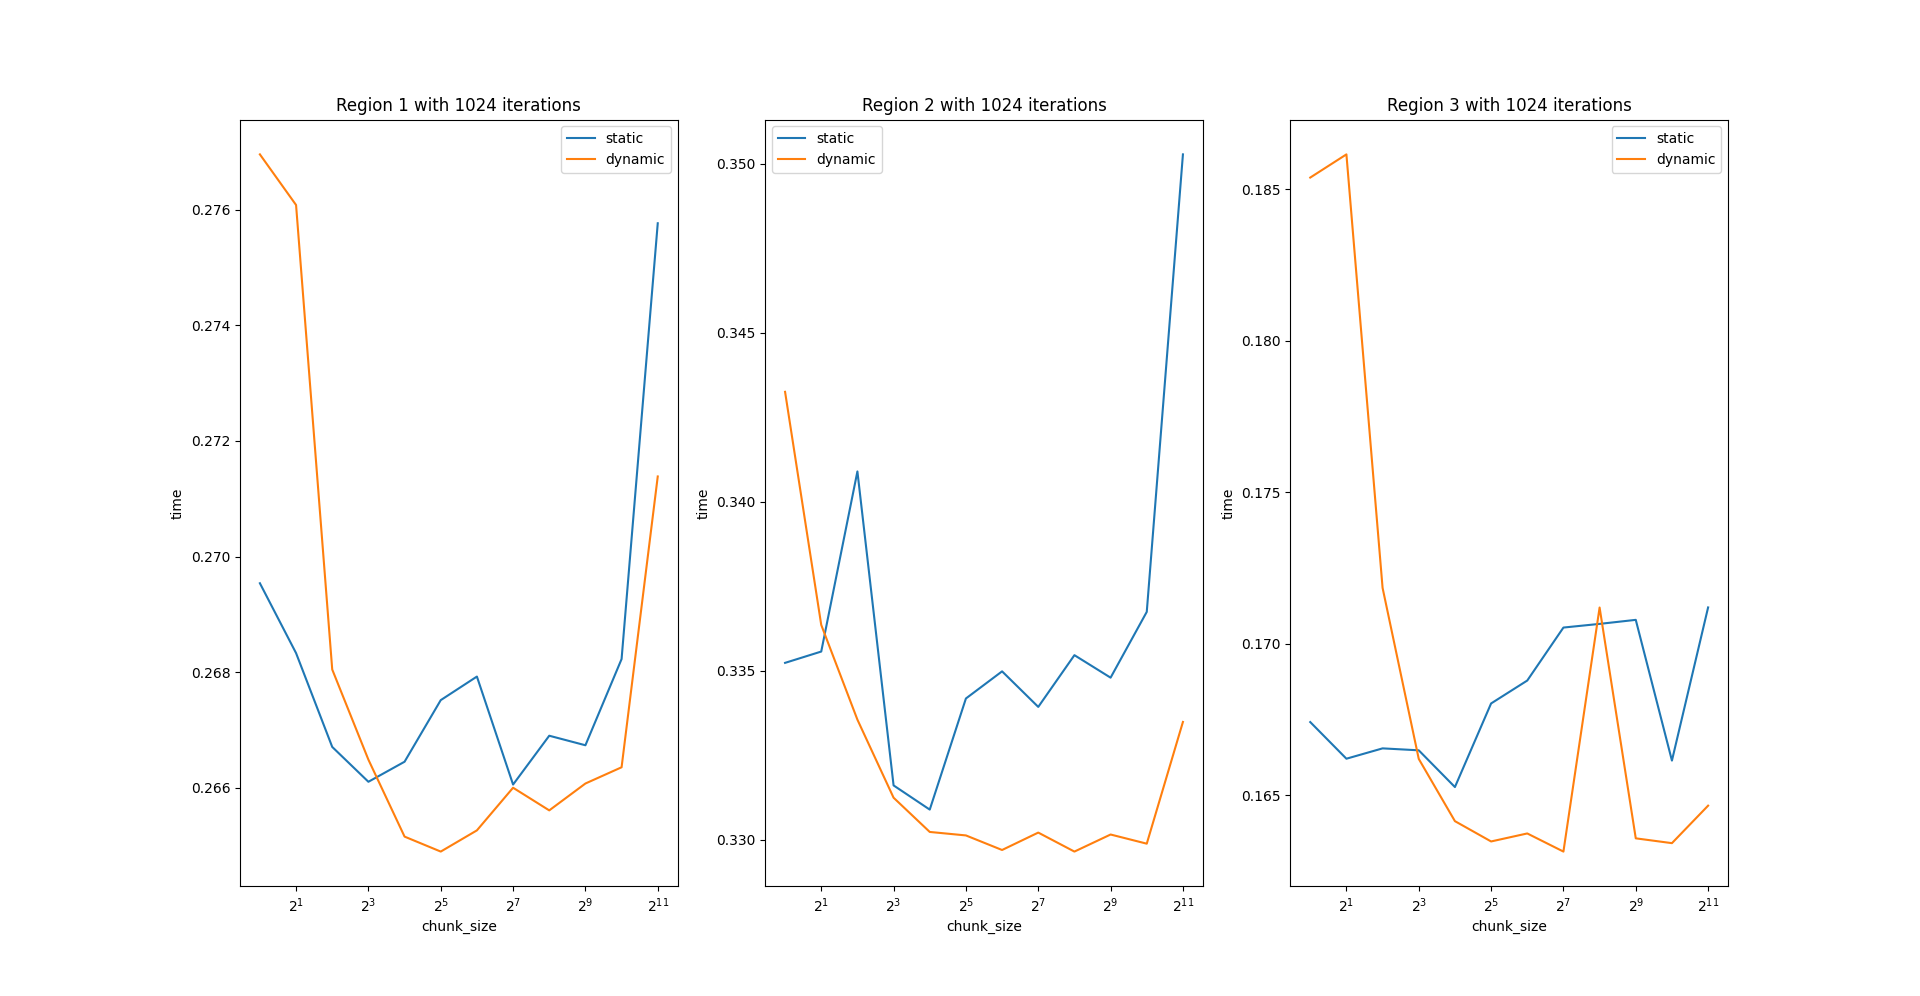 Region 1 with 1024 iterations
static
dynamic
0.276
0.274
0.272
0.270
0.268
0.266
time
2^1 2^3 2^5 2^7 2^9 2^11
chunk_size
Region 2 with 1024 iterations
static
dynamic
0.350
0.345
0.340
0.335
0.330
time
2^1 2^3 2^5 2^7 2^9 2^11
chunk_size
Region 3 with 1024 iterations
static
dynamic
0.185
0.180
0.175
0.170
0.165
time
2^1 2^3 2^5 2^7 2^9 2^11
chunk_size